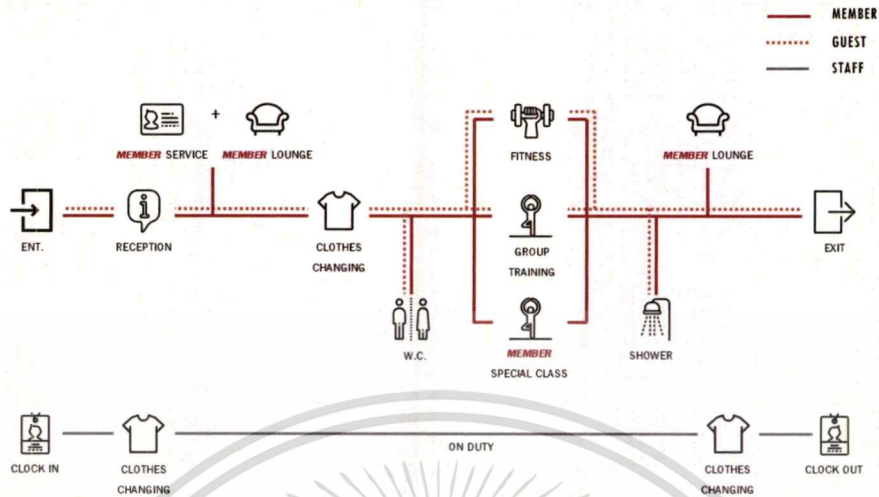 MEMBER
GUEST
STAFF
+
MEMBER SERVICE
MEMBER LOUNGE
FITNESS
MEMBER LOUNGE
ENT.
i
RECEPTION
CLOTHES
CHANGING
GROUP
TRAINING
EXIT
W.C.
MEMBER
SPECIAL CLASS
SHOWER
CLOCK IN
CLOTHES
CHANGING
ON DUTY
CLOTHES
CHANGING
CLOCK OUT